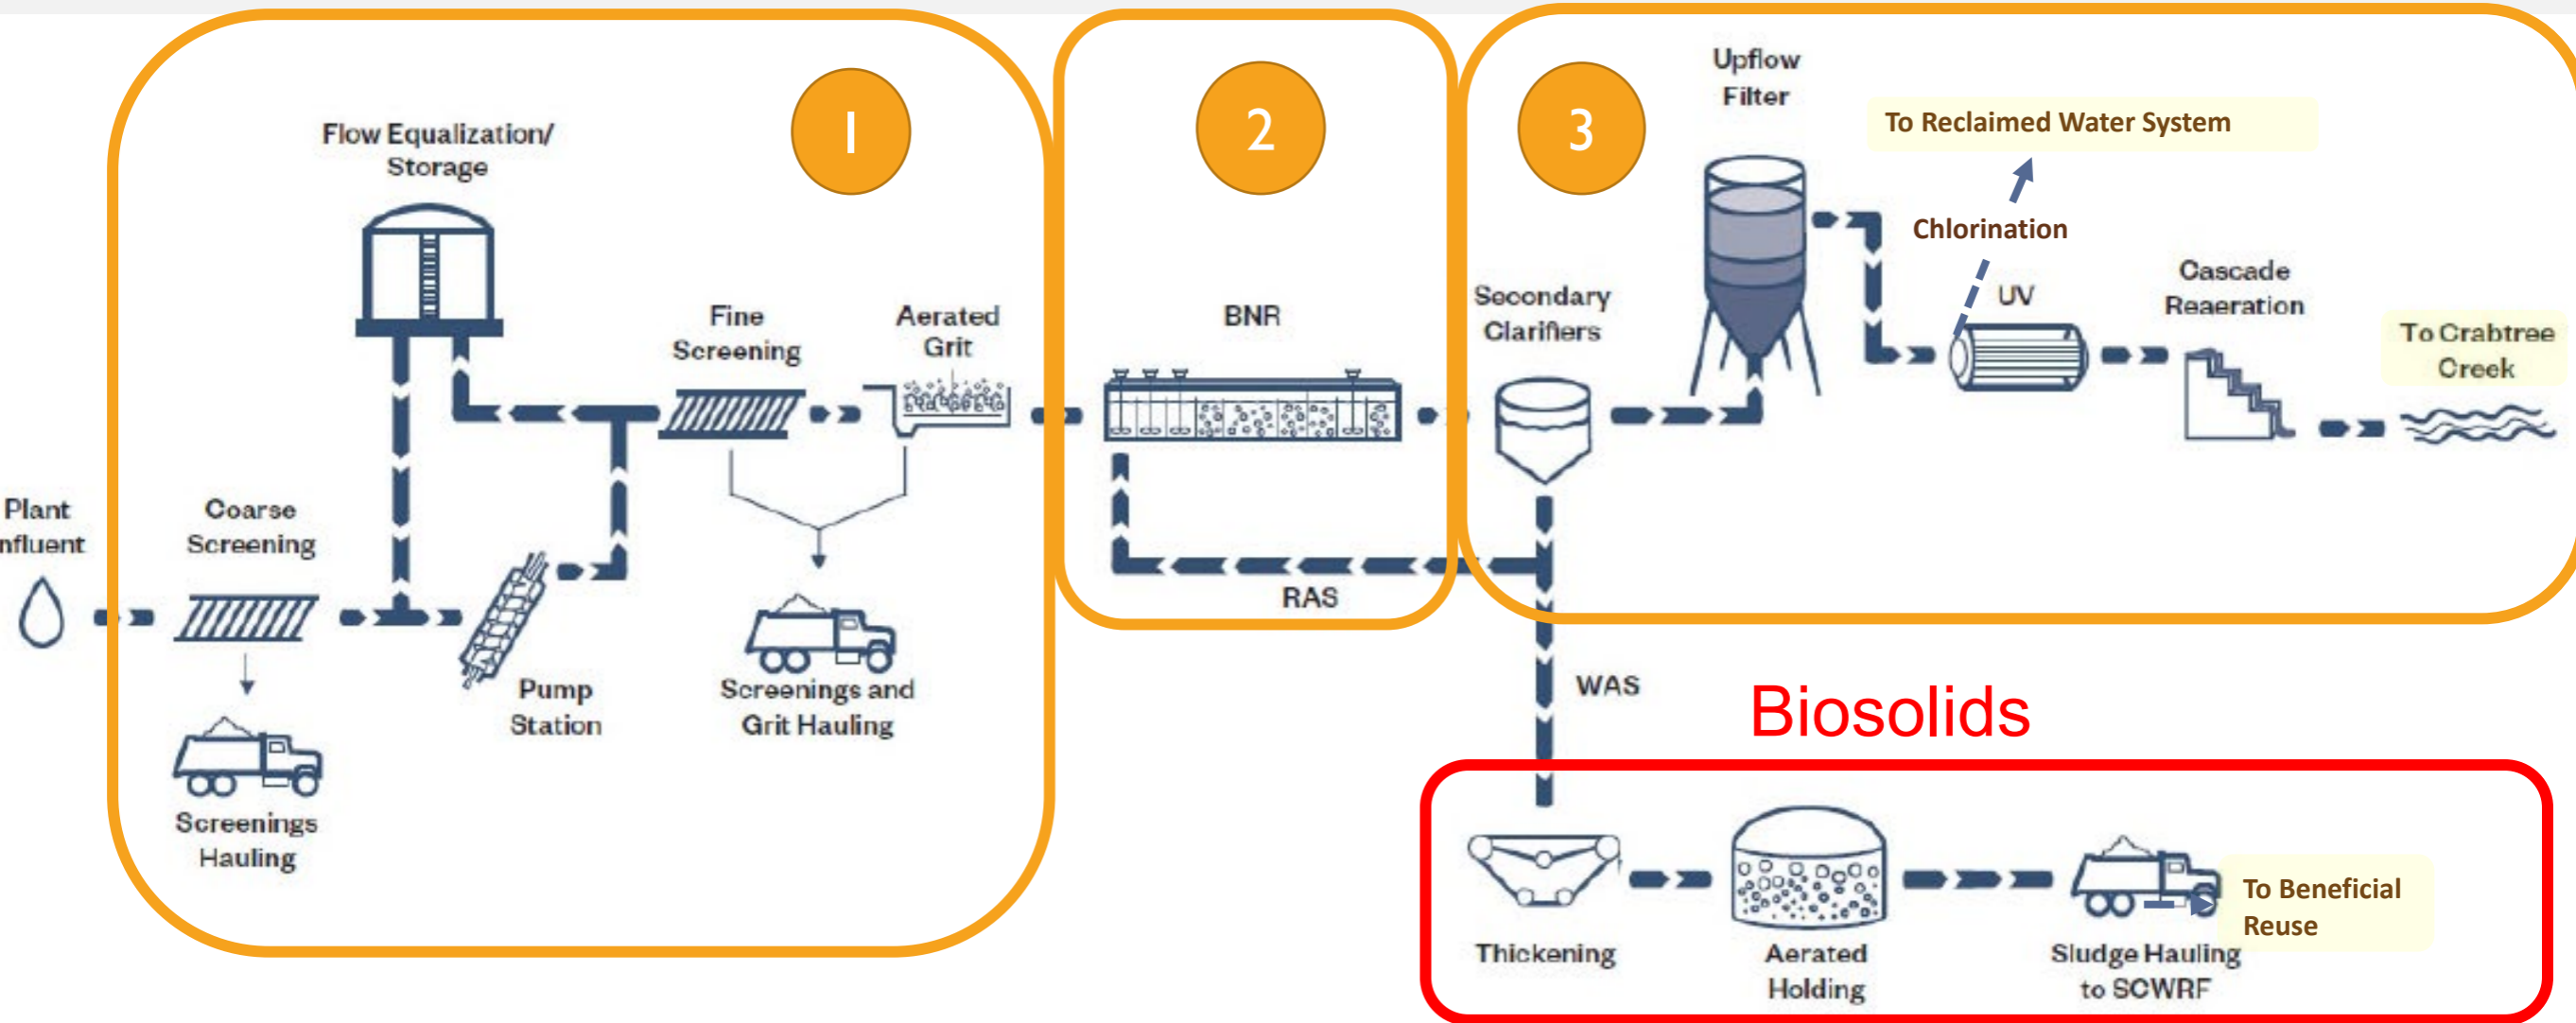 1
2
3
Upflow
Filter
To Reclaimed Water System
Flow Equalization/
Storage
Chlorination
Cascade
Reaeration
Secondary
Clarifiers
UV
Fine
Screening
Aerated
Grit
BNR
To Crabtree
Creek
Plant
nfluent
Coarse
Screening
RAS
Pump
Station
Screenings and
Grit Hauling
WAS
Biosolids
Screenings
Hauling
To Beneficial
Reuse
Thickening
Aerated
Holding
Sludge Hauling
to SCWRF